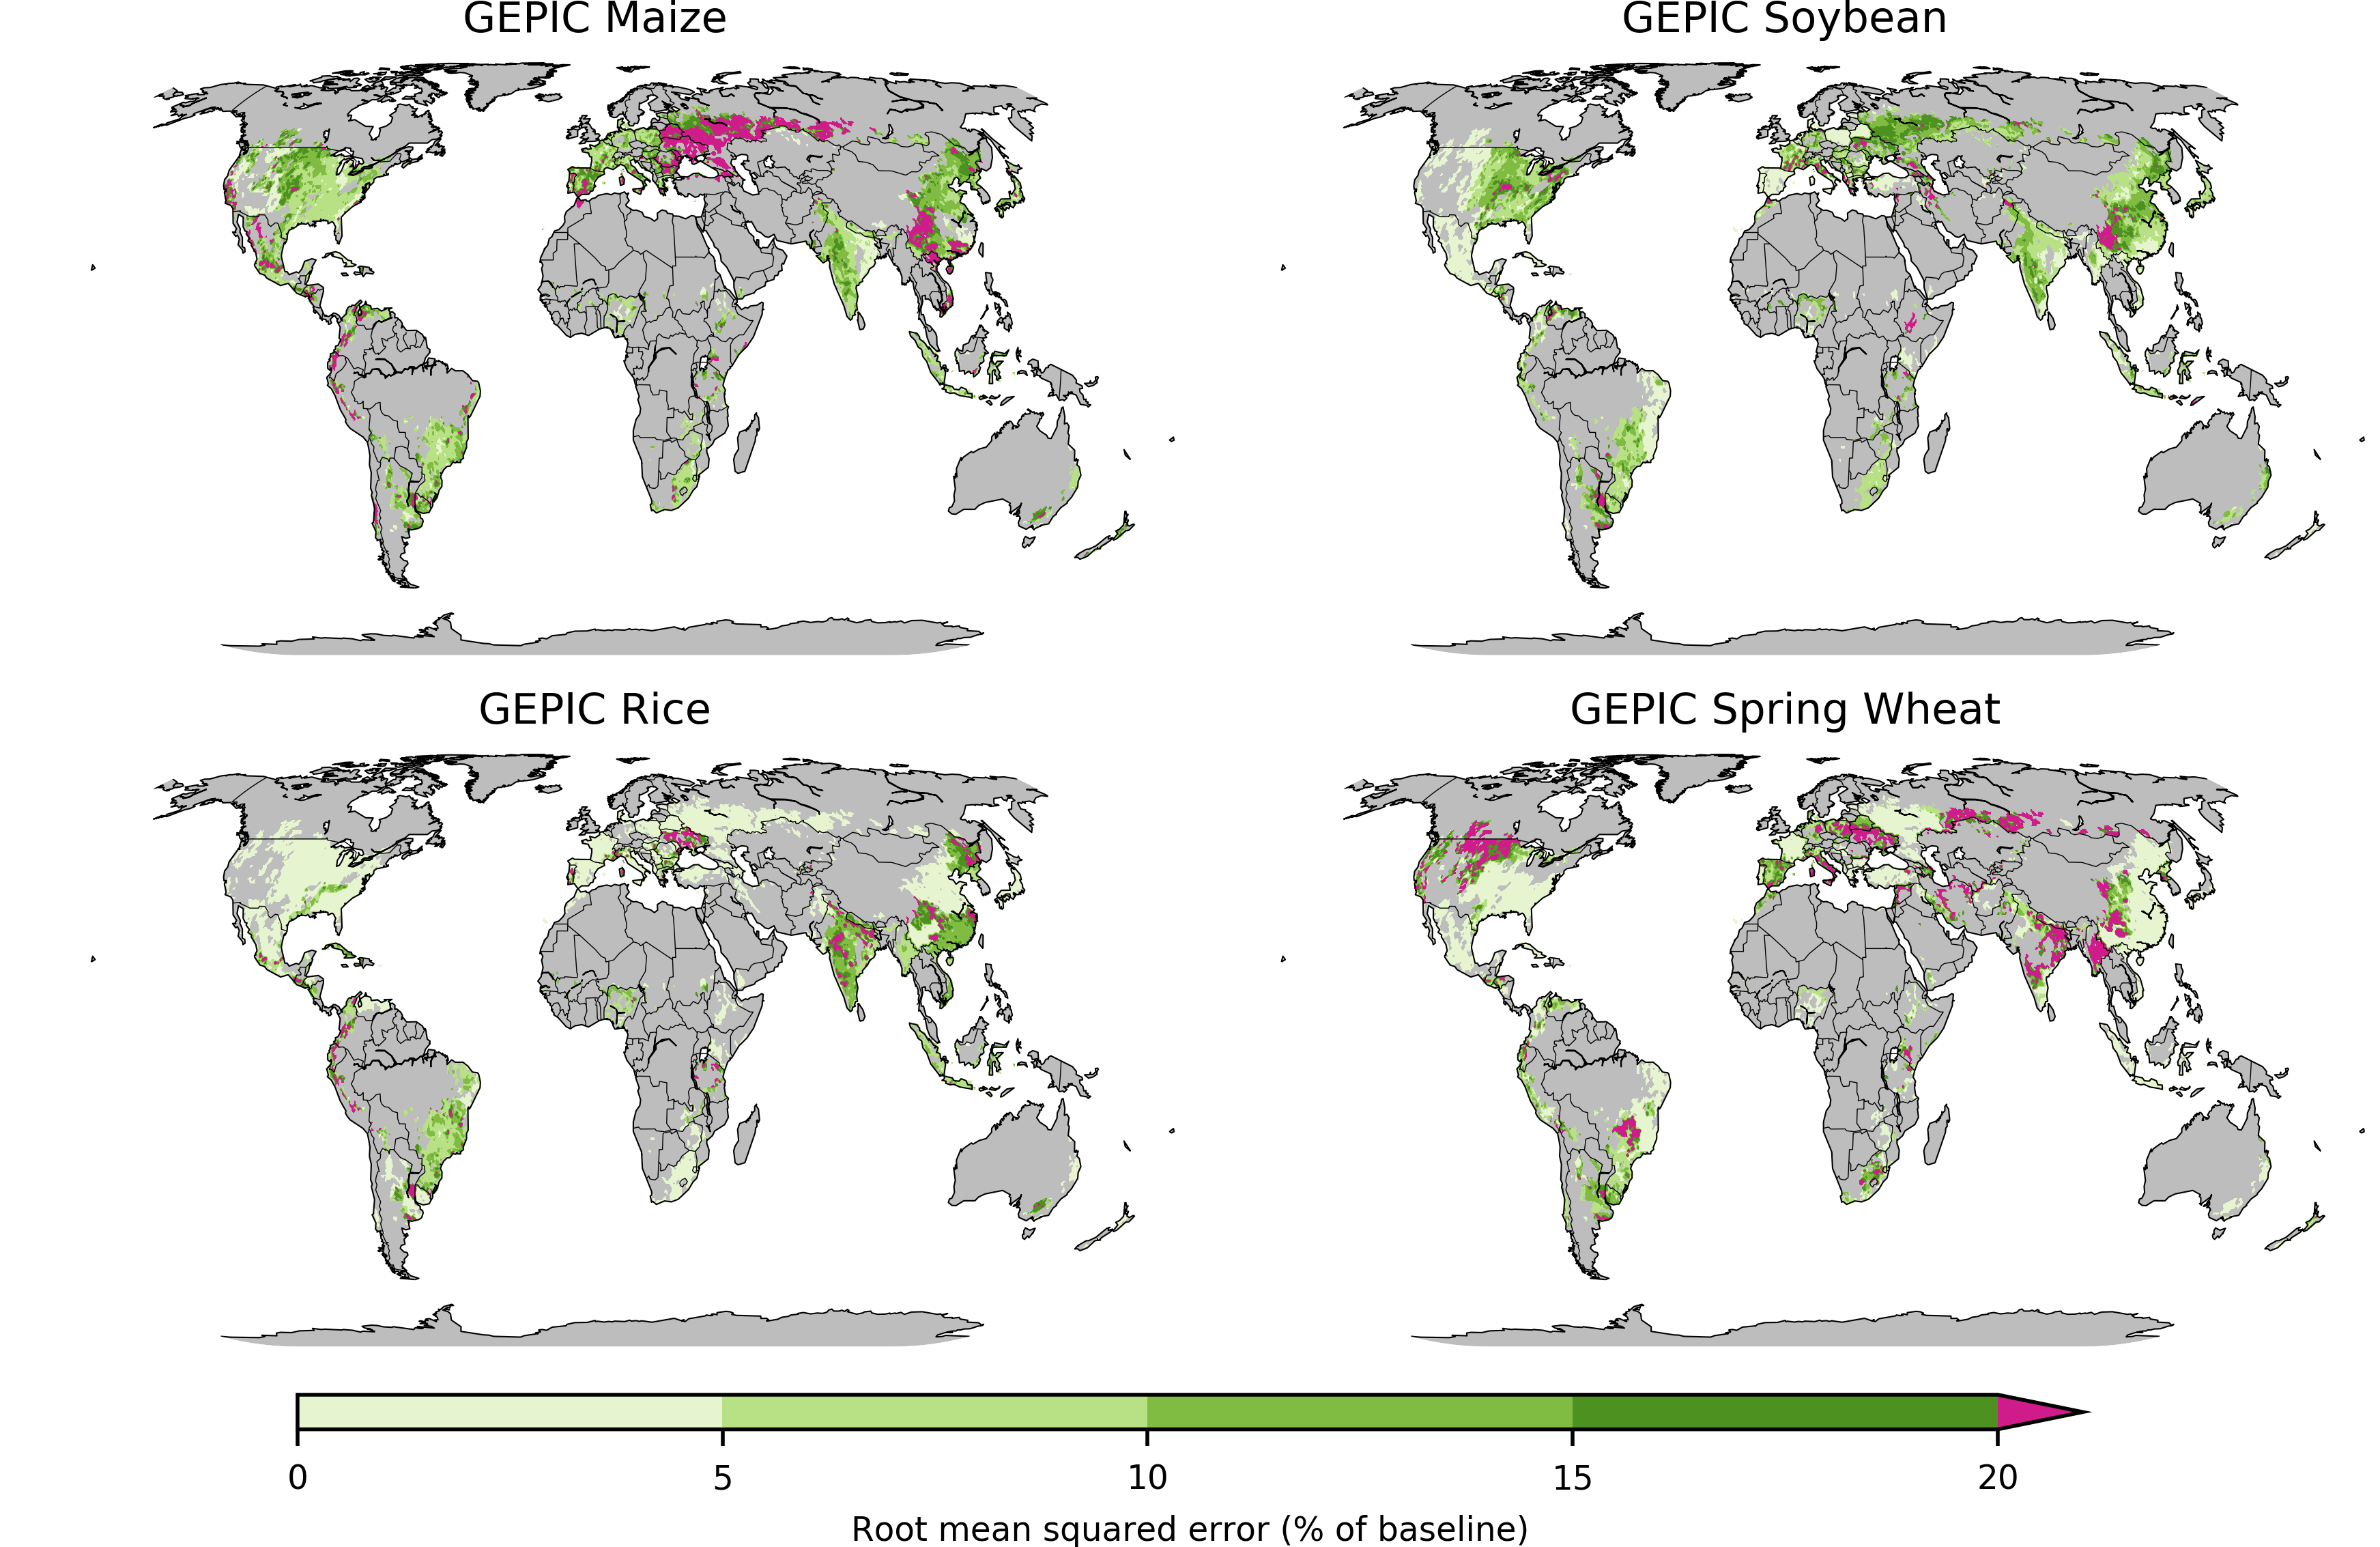 GEPIC Maize
GEPIC Soybean
GEPIC Rice
GEPIC Spring Wheat
0 5 10 15 20
Root mean squared error (% of baseline)